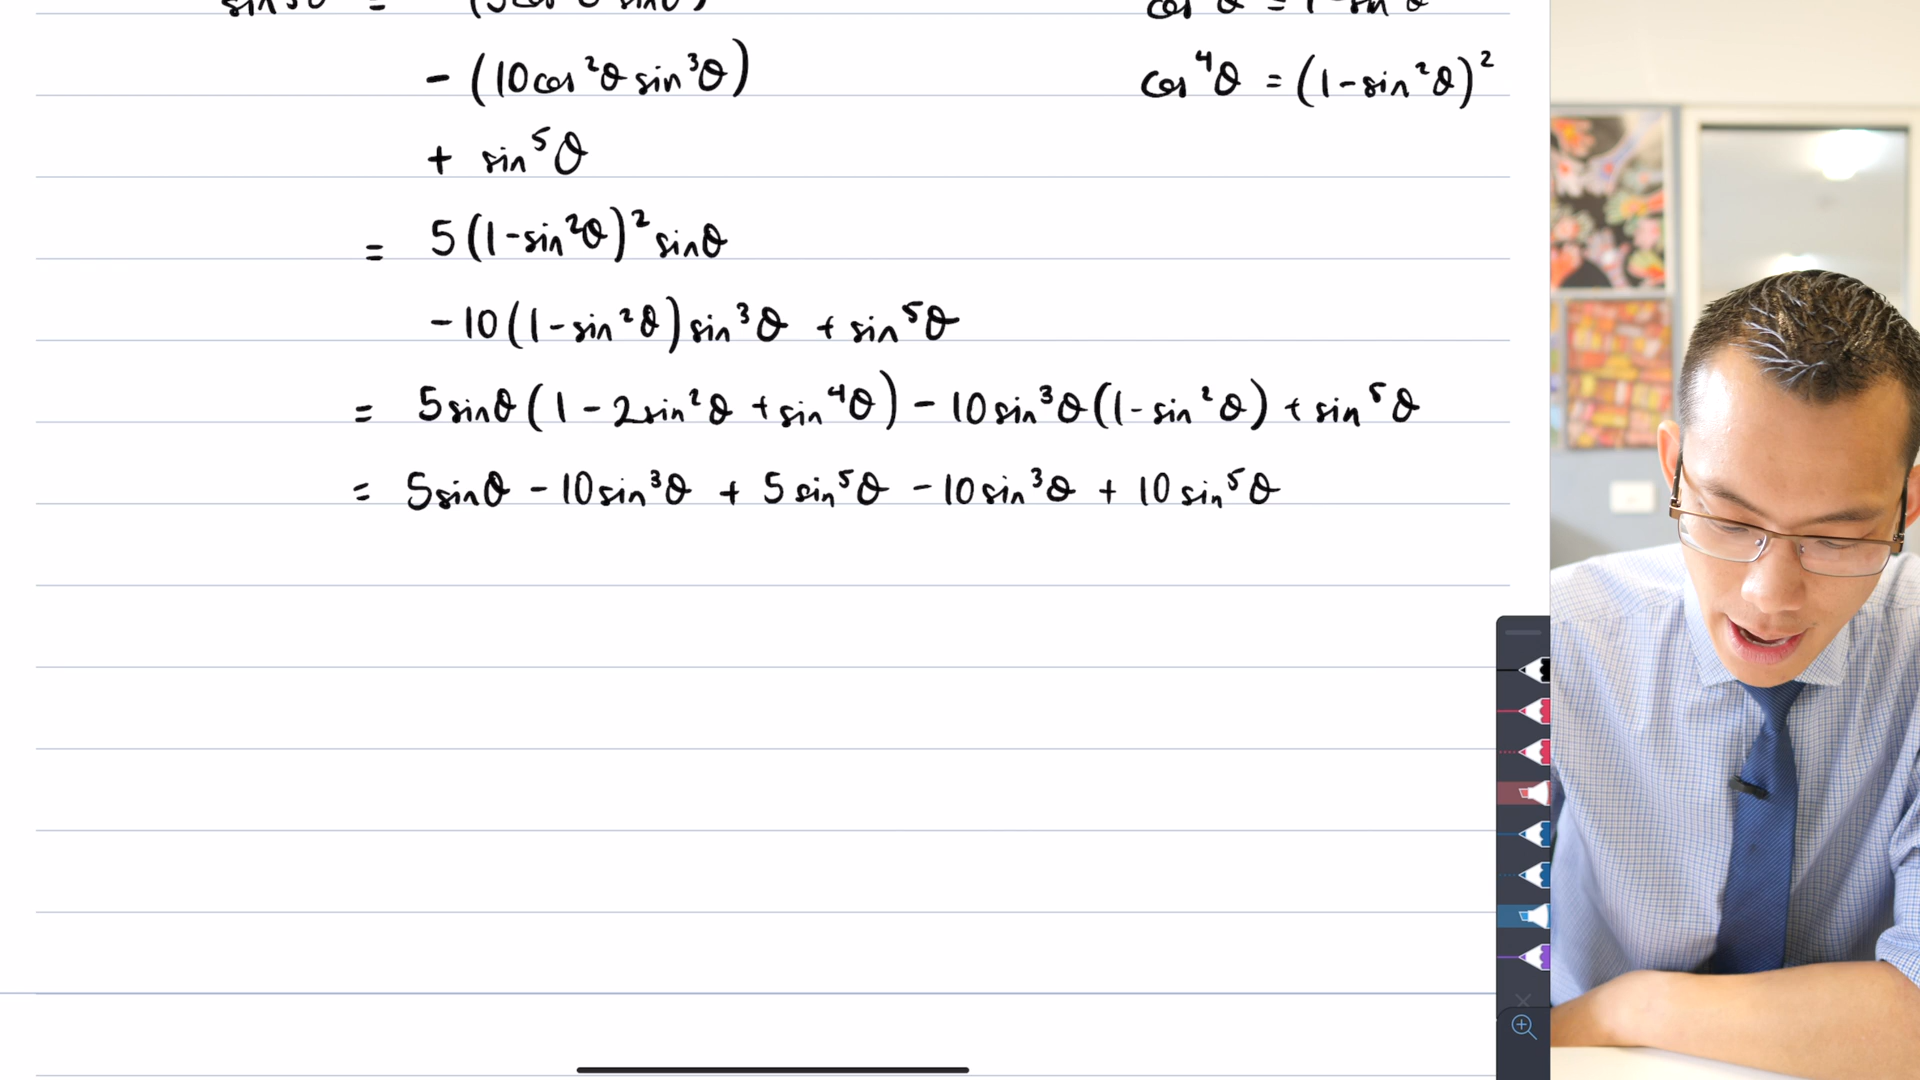 - (10cos²θ sin³θ)
cos⁴θ = (1-sin²θ)²
+ sin⁵θ
= 5(1-sin²θ)² sinθ
-10(1-sin²θ) sin³θ + sin⁵θ
= 5sinθ(1 - 2sin²θ + sin⁴θ) - 10sin³θ(1-sin²θ) + sin⁵θ
= 5sinθ - 10sin³θ + 5sin⁵θ - 10sin³θ + 10sin⁵θ